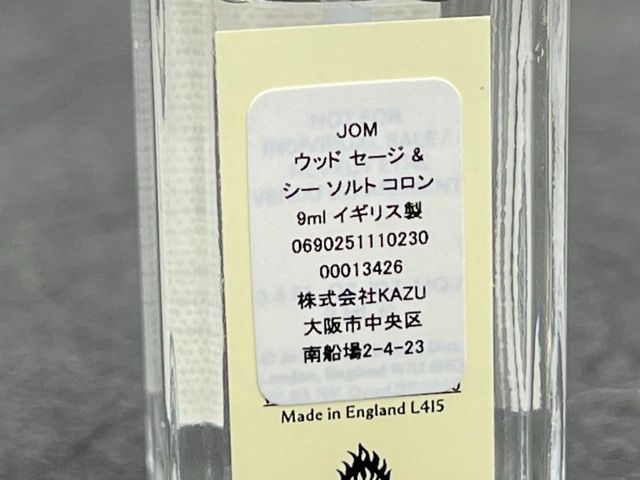 JOM
ウッド セージ &
シー ソルト コロン
9ml イギリス製
0690251110230
00013426
株式会社KAZU
大阪市中央区
南船場2-4-23
Made in England L415